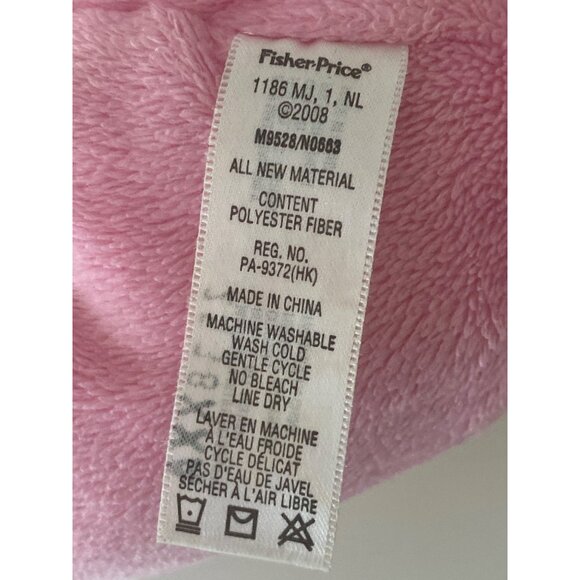 Fisher-Price®
1186 MJ, 1, NL
©2008
M9526/N0663
ALL NEW MATERIAL
CONTENT
POLYESTER FIBER
REG. NO.
PA-9372(HK)
MADE IN CHINA
MACHINE WASHABLE
WASH COLD
GENTLE CYCLE
NO BLEACH
LINE DRY
LAVER EN MACHINE
À L'EAU FROIDE
CYCLE DÉLICAT
PAS D'EAU DE JAVEL
SÉCHER À L'AIR LIBRE